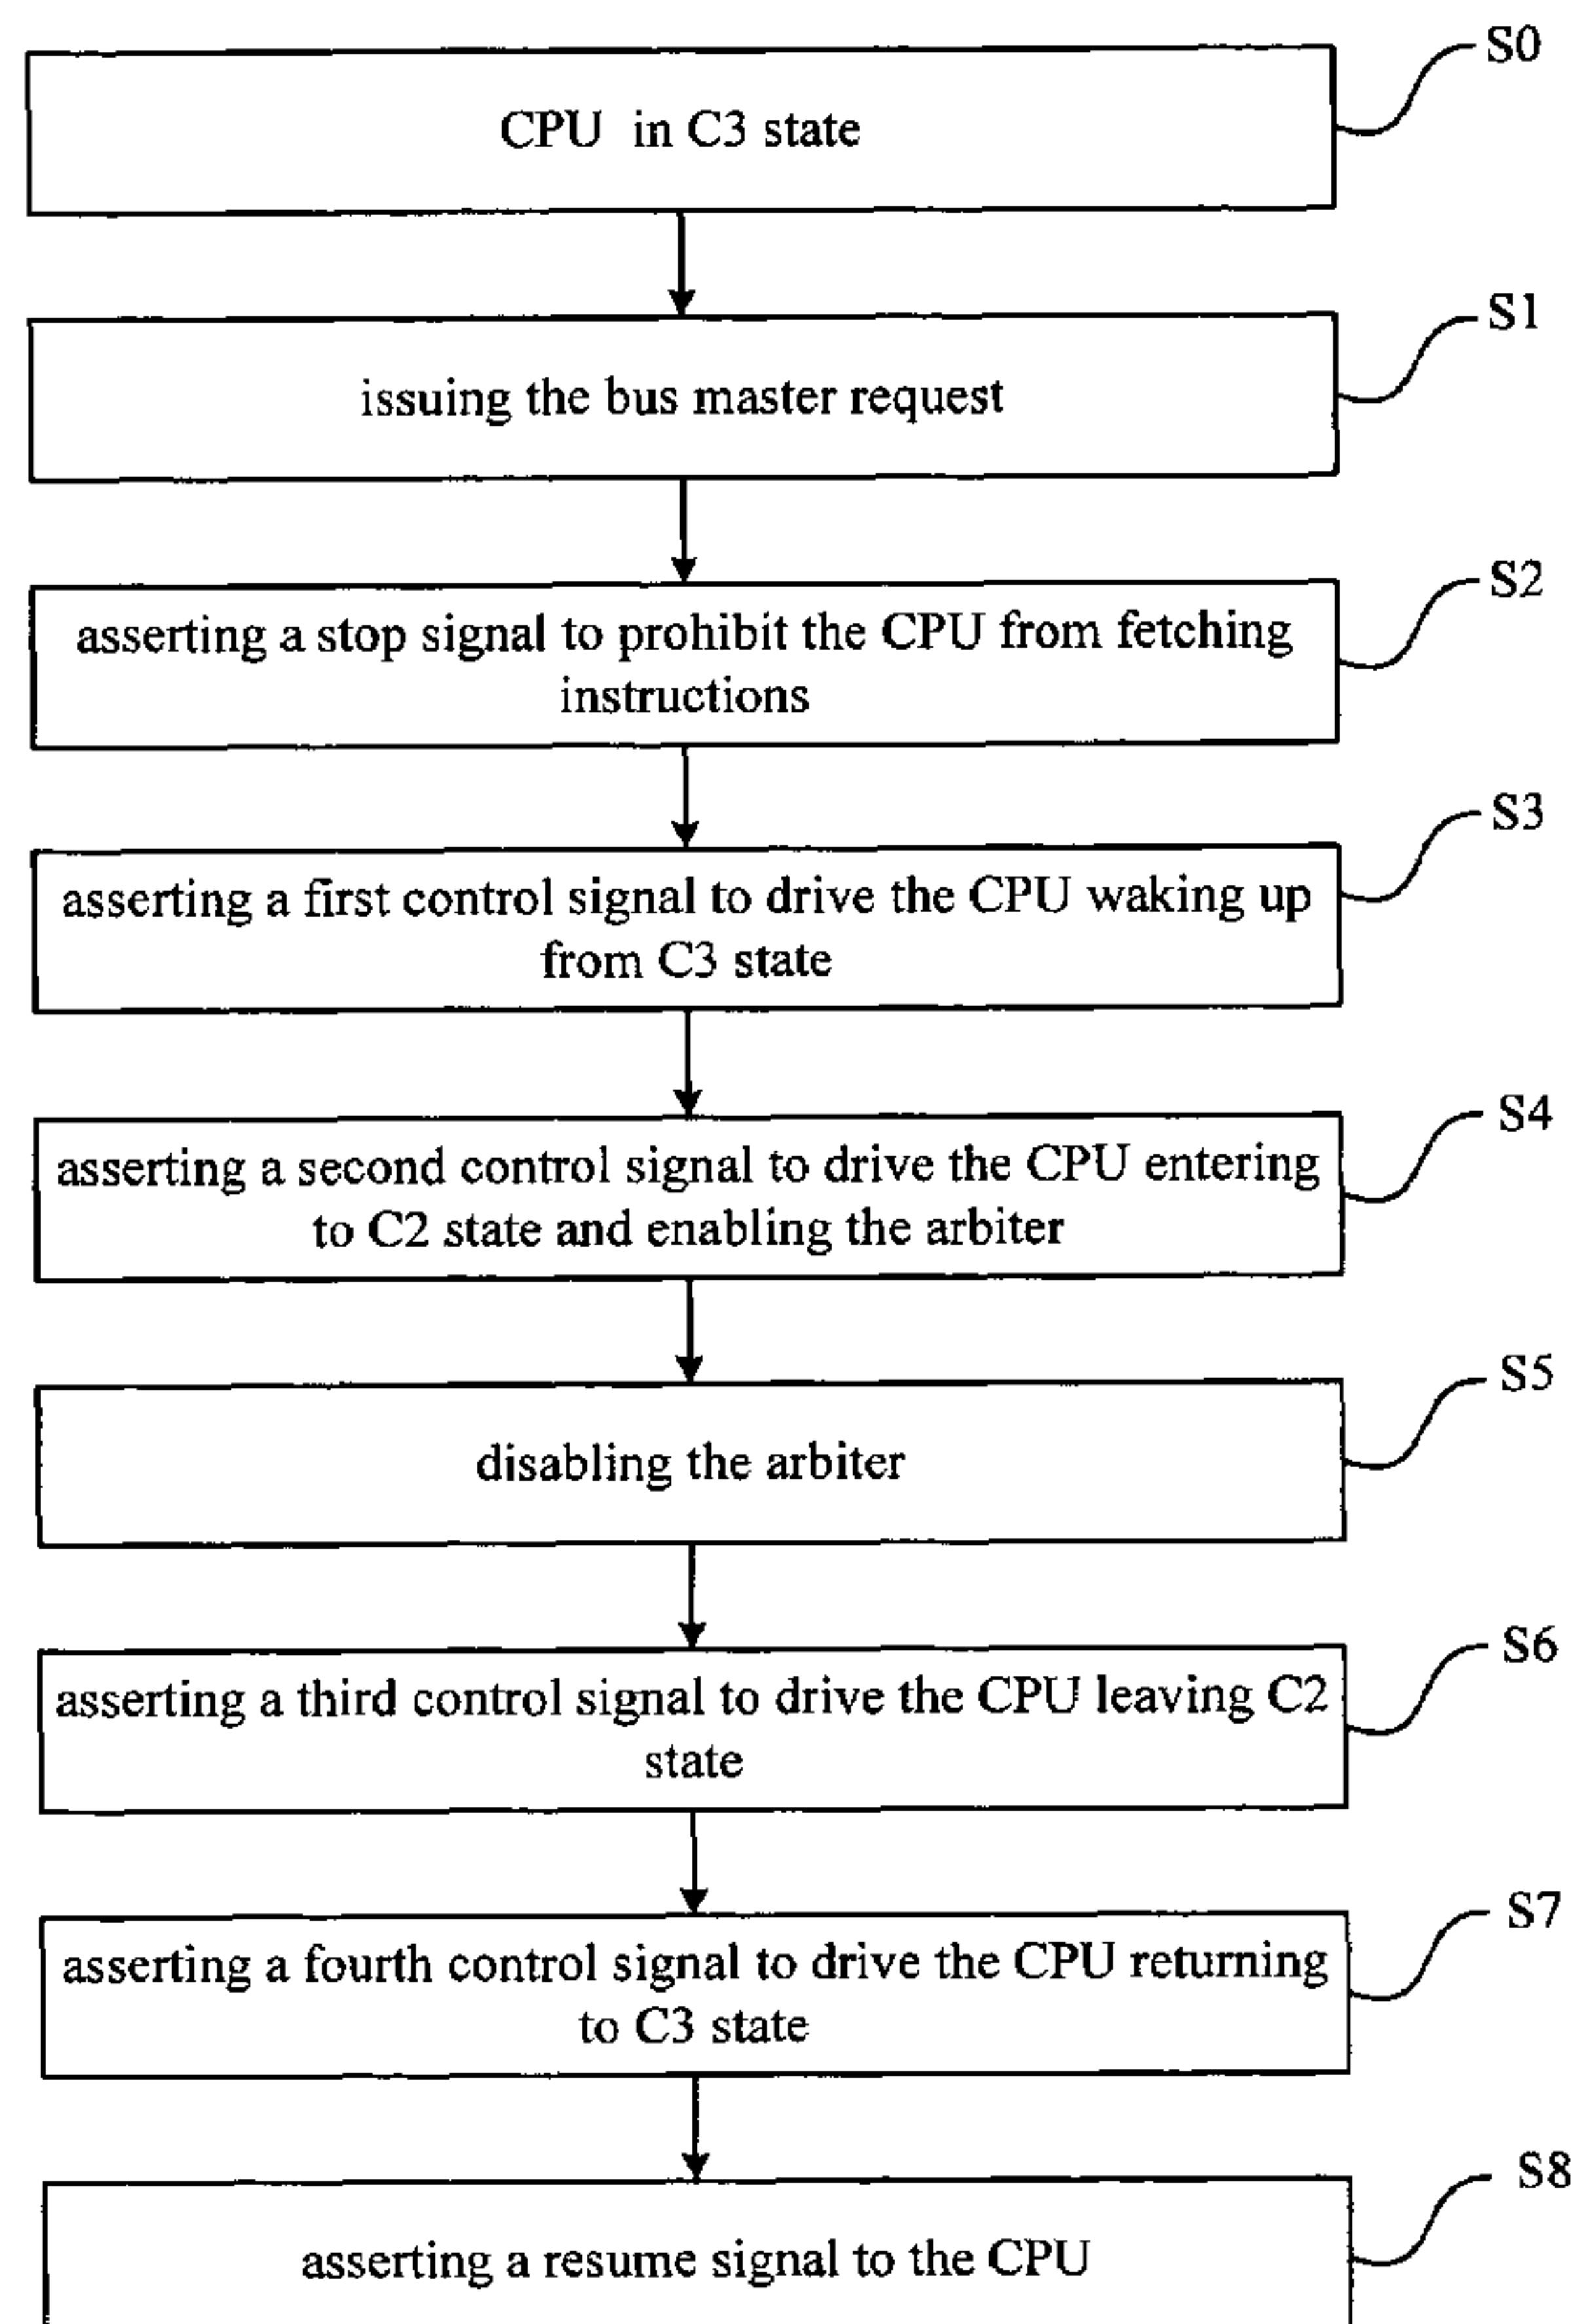 S0
CPU in C3 state
S1
issuing the bus master request
S2
asserting a stop signal to prohibit the CPU from fetching
instructions
S3
asserting a first control signal to drive the CPU waking up
from C3 state
S4
asserting a second control signal to drive the CPU entering
to C2 state and enabling the arbiter
S5
disabling the arbiter
S6
asserting a third control signal to drive the CPU leaving C2
state
S7
asserting a fourth control signal to drive the CPU returning
to C3 state
S8
asserting a resume signal to the CPU